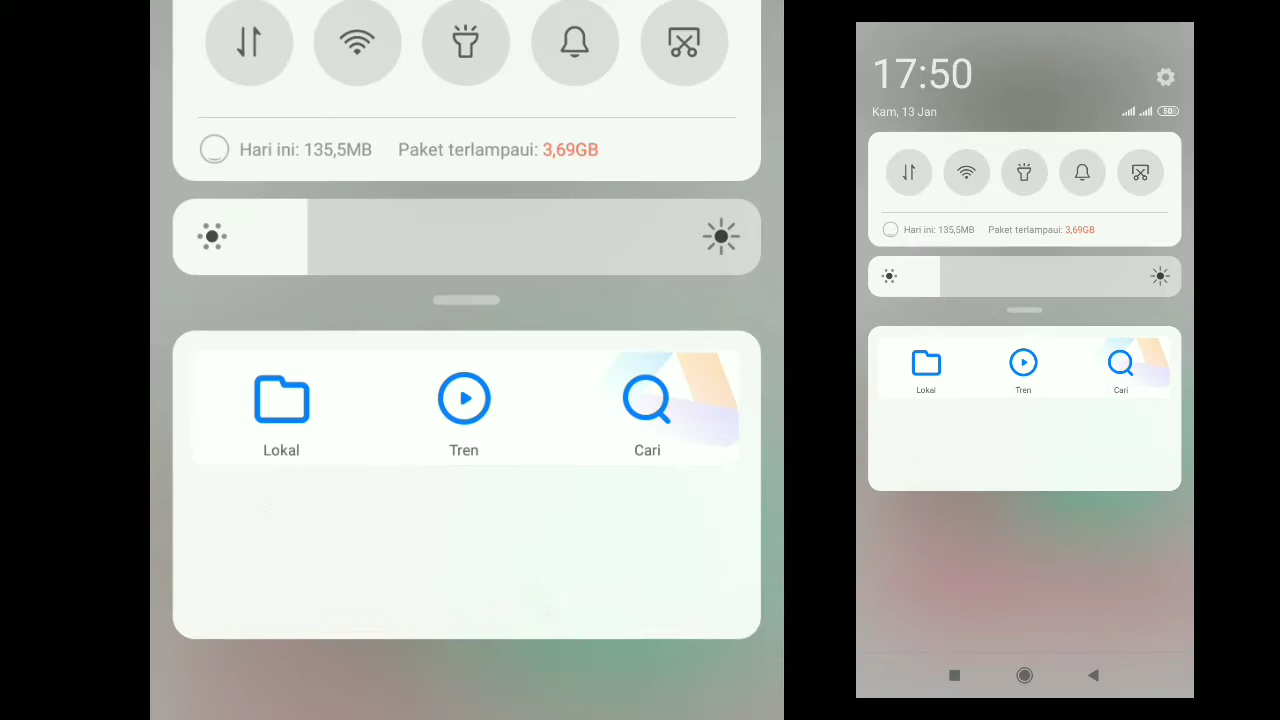 Hari ini: 135,5MB Paket terlampaui: 3,69GB
Lokal Tren Cari
17:50
Kam, 13 Jan
50
Hari ini: 135,5MB Paket terlampaui: 3,69GB
Lokal Tren Cari